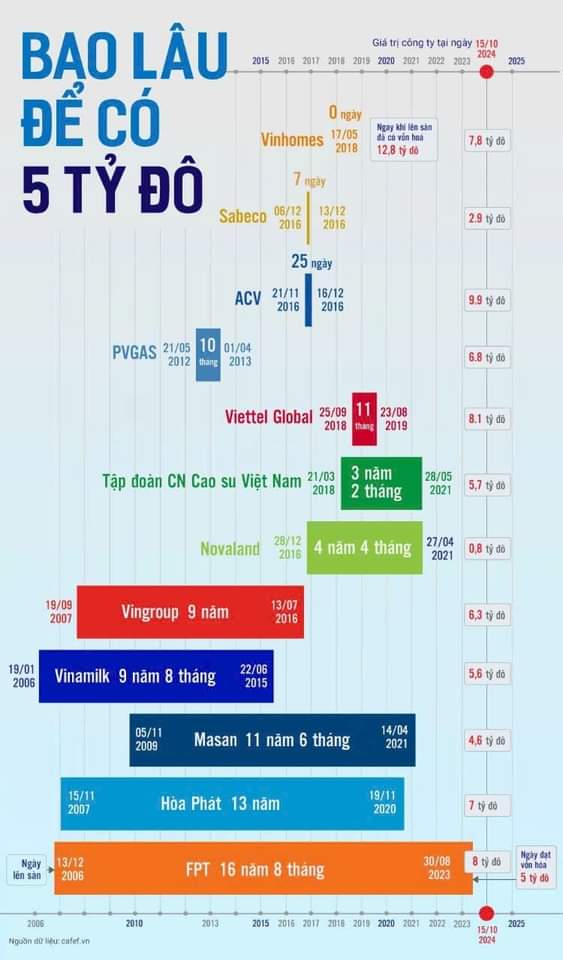 BAO LÂU
ĐỂ CÓ
5 TỶ ĐÔ
Giá trị công ty tại ngày 15/10
2024
2015 2016 2017 2018 2019 2020 2021 2022 2023 2025
0 ngày
Vinhomes 17/05
2018
Ngay khi lên sàn
đã có vốn hoá
12,8 tỷ đô
7,8 tỷ đô
7 ngày
Sabeco 06/12
2016
13/12
2016
2.9 tỷ đô
25 ngày
ACV 21/11
2016
16/12
2016
9.9 tỷ đô
PVGAS 21/05
2012
10
tháng
01/04
2013
6.8 tỷ đô
Viettel Global 25/09
2018
11
tháng
23/08
2019
8.1 tỷ đô
Tập đoàn CN Cao su Việt Nam 21/03
2018
3 năm
2 tháng
28/05
2021
5,7 tỷ đô
Novaland 28/12
2016
4 năm 4 tháng
27/04
2021
0,8 tỷ đô
19/09
2007
Vingroup 9 năm
13/07
2016
6,3 tỷ đô
19/01
2006
Vinamilk 9 năm 8 tháng
22/06
2015
5,6 tỷ đô
05/11
2009
Masan 11 năm 6 tháng
14/04
2021
4,6 tỷ đô
15/11
2007
Hòa Phát 13 năm
19/11
2020
7 tỷ đô
Ngày
lên sàn
13/12
2006
FPT 16 năm 8 tháng
30/08
2023
8 tỷ đô
Ngày đạt
vốn hóa
5 tỷ đô
2006 2010 2013 2015 2016 2017 2018 2019 2020 2021 2022 2023 2025
15/10
2024
Nguồn dữ liệu: cafef.vn